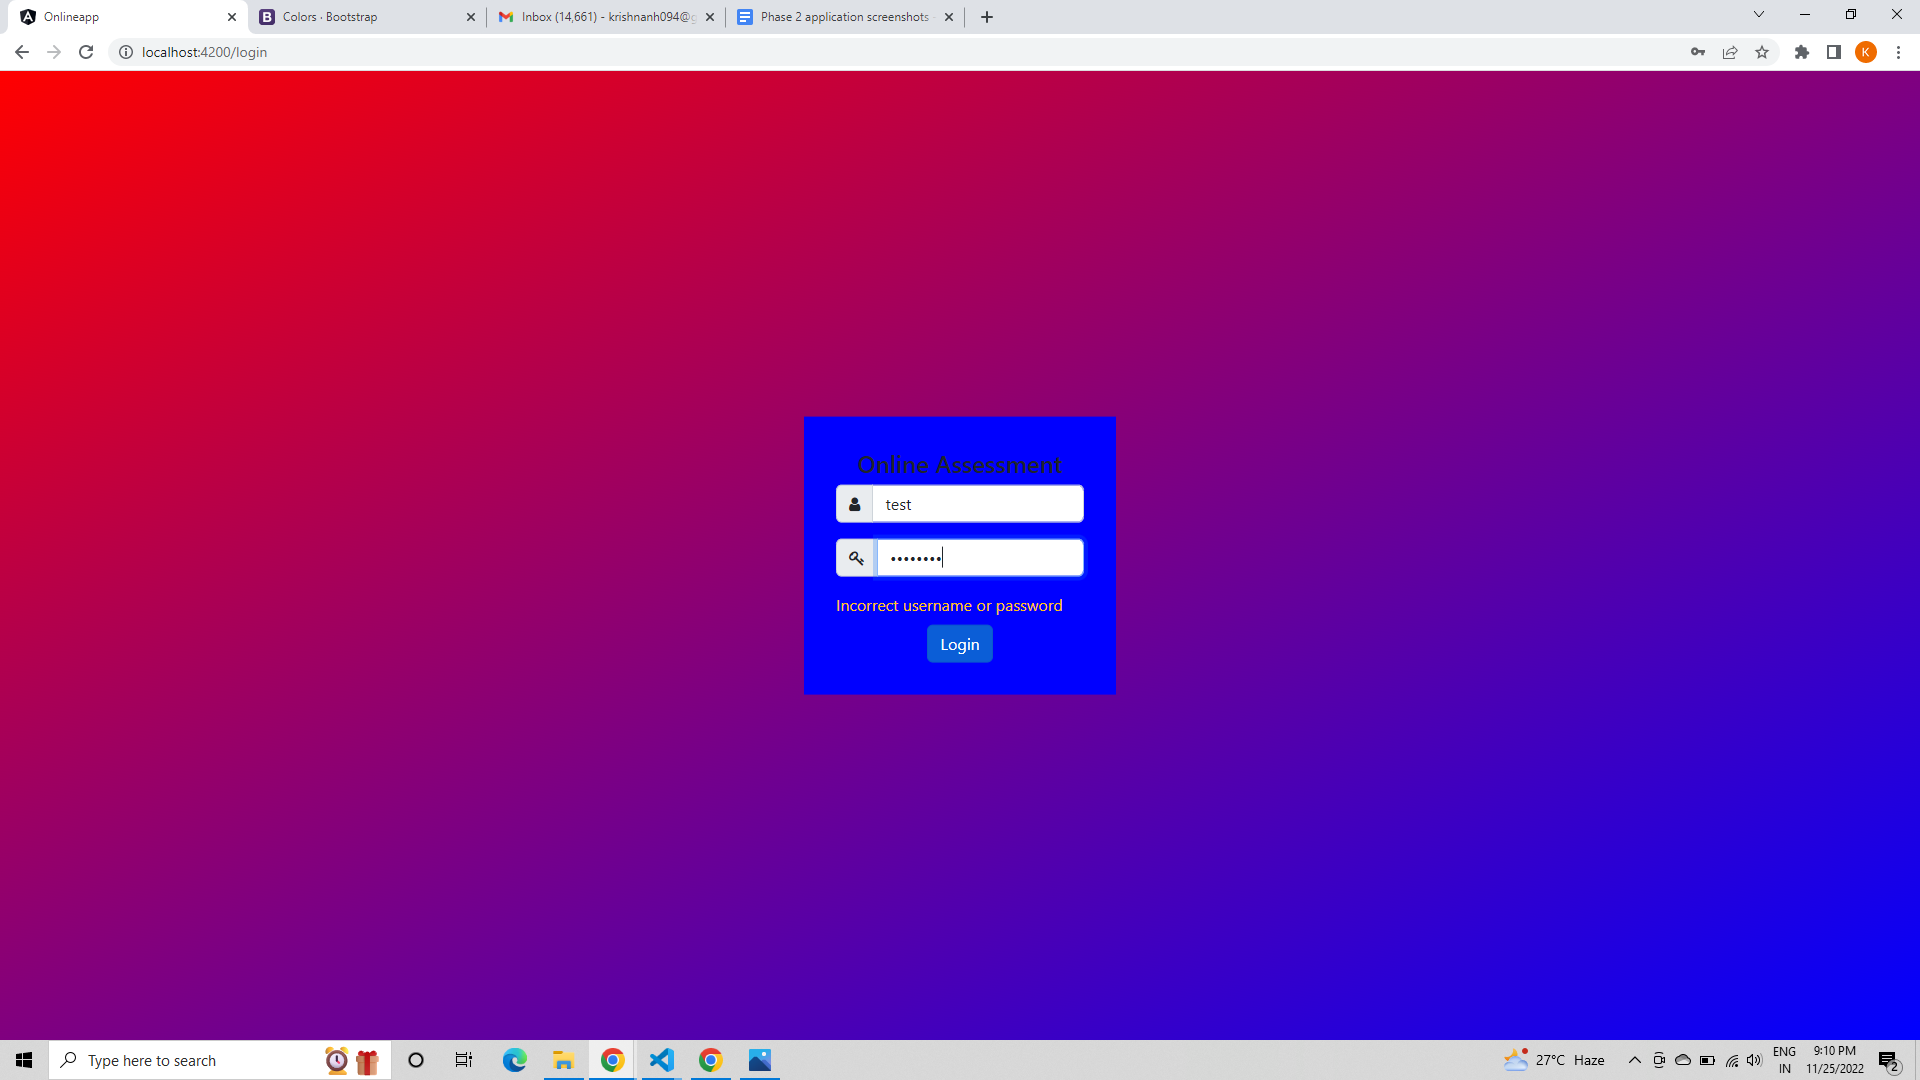 Onlineapp
Colors · Bootstrap
Inbox (14,661) - krishnanh094@
Phase 2 application screenshots
localhost:4200/login
K
Online Assessment
test
••••••••
Incorrect username or password
Login
Type here to search
27°C Haze
ENG
IN
9:10 PM
11/25/2022
2